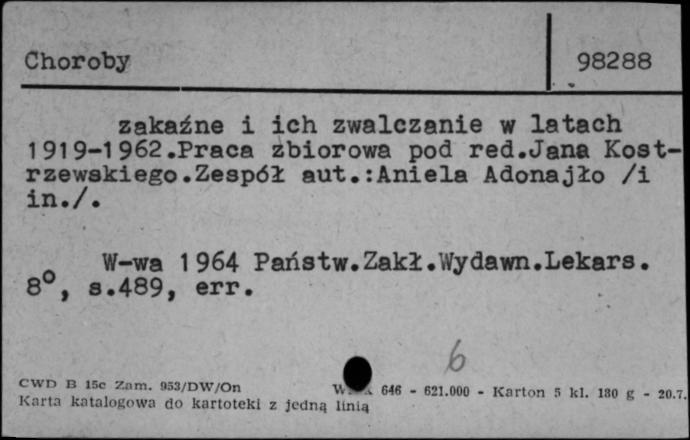 Choroby 98288
zakaźne i ich zwalczanie w latach
1919-1962.Praca zbiorowa pod red.Jana Kost-
rzewskiego.Zespół aut.:Aniela Adonajło /i
in./.
W-wa 1964 Państw.Zakł.Wydawn.Lekars.
8°, s.489, err.
6
CWD B 15c Zam. 953/DW/On 646 - 621.000 - Karton 5 kl. 180 g - 20.7.
Karta katalogowa do kartoteki z jedną linią